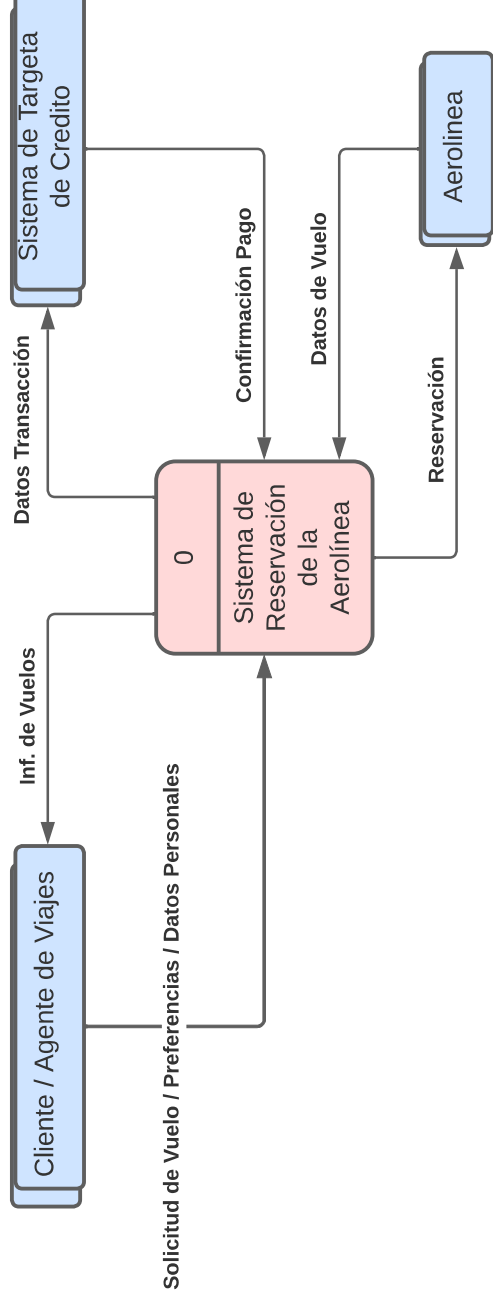 Cliente / Agente de Viajes
Inf. de Vuelos
Datos Transacción
Sistema de Targeta
de Credito
Solicitud de Vuelo / Preferencias / Datos Personales
0
Sistema de
Reservación
de la
Aerolínea
Confirmación Pago
Datos de Vuelo
Reservación
Aerolinea